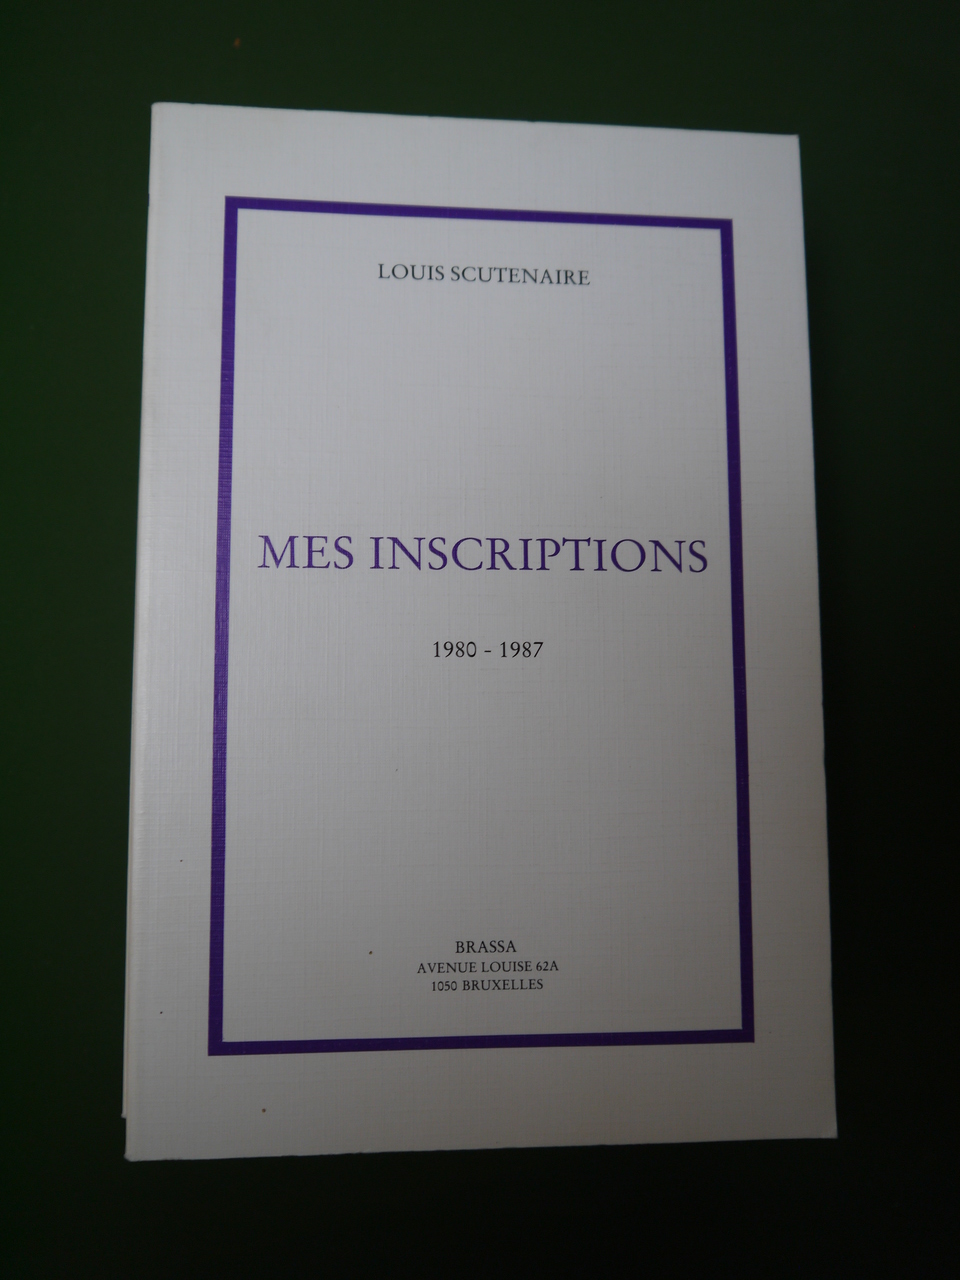 LOUIS SCUTENAIRE
MES INSCRIPTIONS
1980 - 1987
BRASSA
AVENUE LOUISE 62A
1050 BRUXELLES